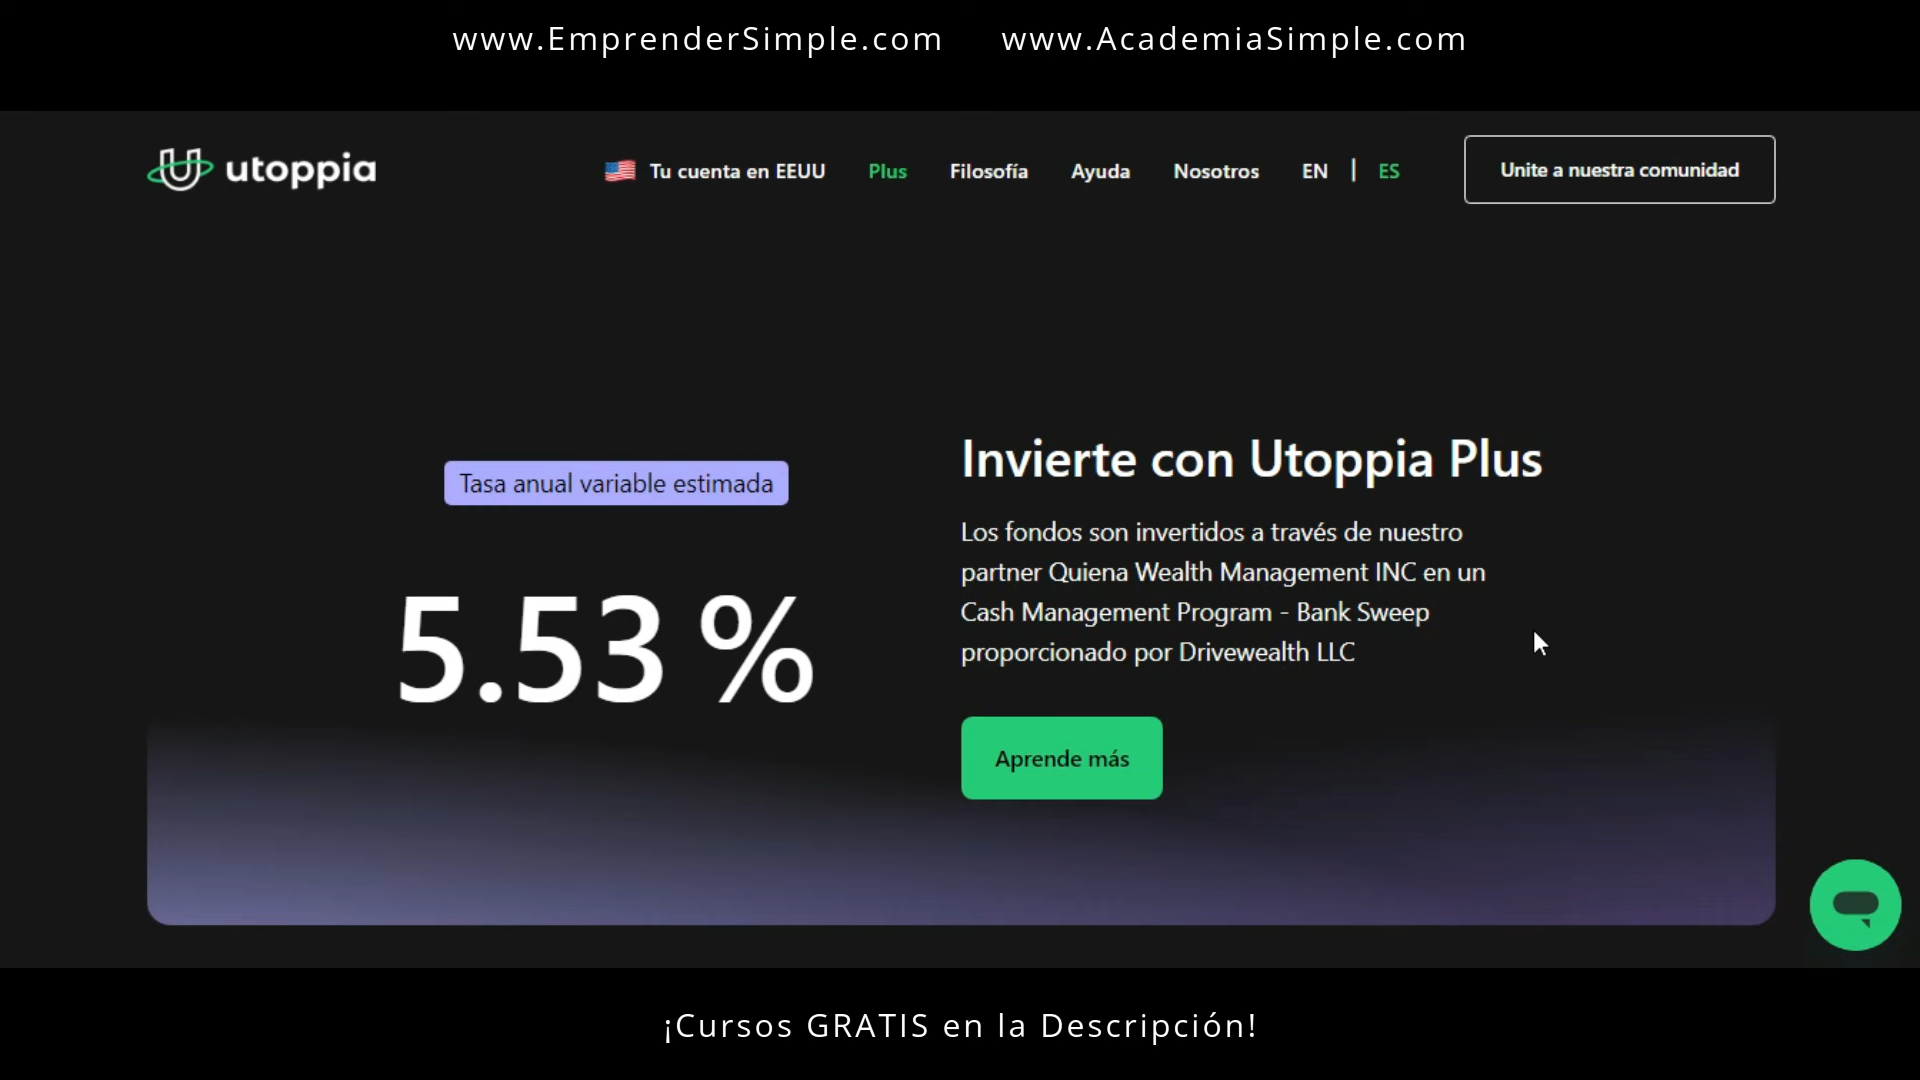 www.EmprenderSimple.com www.AcademiaSimple.com
utoppia Tu cuenta en EEUU Plus Filosofía Ayuda Nosotros EN | ES Unite a nuestra comunidad
Tasa anual variable estimada
5.53 %
Invierte con Utoppia Plus
Los fondos son invertidos a través de nuestro
partner Quiena Wealth Management INC en un
Cash Management Program - Bank Sweep
proporcionado por Drivewealth LLC
Aprende más
¡Cursos GRATIS en la Descripción!